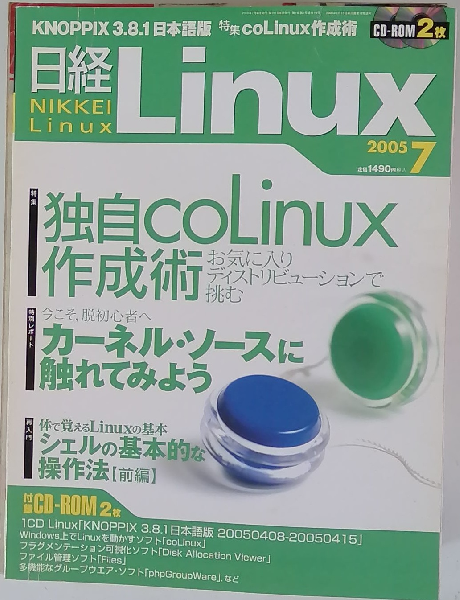 KNOPPIX 3.8.1日本語版 特集 coLinux作成術
CD-ROM2枚
日経
NIKKEI
Linux
Linux
2005 7
定価1490円
特集
独自coLinux
作成術
お気に入り
ディストリビューションで
挑む
特別レポート
今こそ、脱初心者へ
カーネル・ソースに
触れてみよう
再入門
体で覚えるLinuxの基本
シェルの基本的な
操作法【前編】
付録CD-ROM2枚
1CD Linux「KNOPPIX 3.8.1日本語版 20050408-20050415」
Windows上でLinuxを動かすソフト「coLinux」
フラグメンテーション可視化ソフト「Disk Allocation Viewer」
ファイル管理ソフト「Files」
多機能なグループウエア・ソフト「phpGroupWare」、など